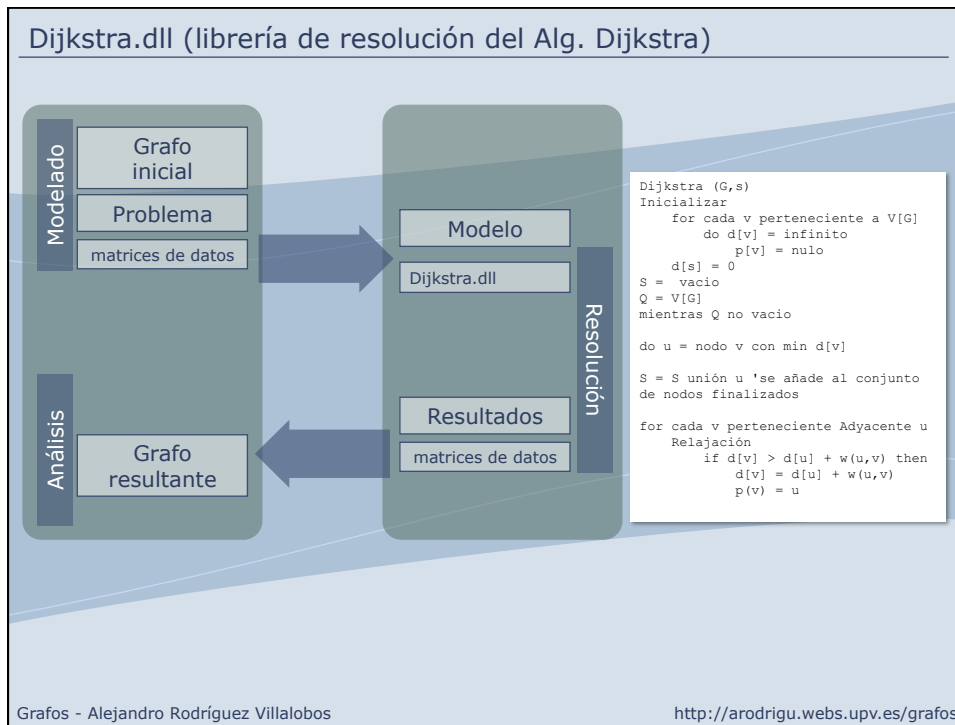 Dijkstra.dll (librería de resolución del Alg. Dijkstra)
Modelado
Grafo
inicial
Problema
matrices de datos
Análisis
Grafo
resultante
Modelo
Dijkstra.dll
Resolución
Resultados
matrices de datos
Dijkstra (G,s)
Inicializar
for cada v perteneciente a V[G]
do d[v] = infinito
p[v] = nulo
d[s] = 0
S = vacio
Q = V[G]
mientras Q no vacio
do u = nodo v con min d[v]
S = S unión u 'se añade al conjunto
de nodos finalizados
for cada v perteneciente Adyacente u
Relajación
if d[v] > d[u] + w(u,v) then
d[v] = d[u] + w(u,v)
p(v) = u
Grafos - Alejandro Rodríguez Villalobos
http://arodrigu.webs.upv.es/grafos